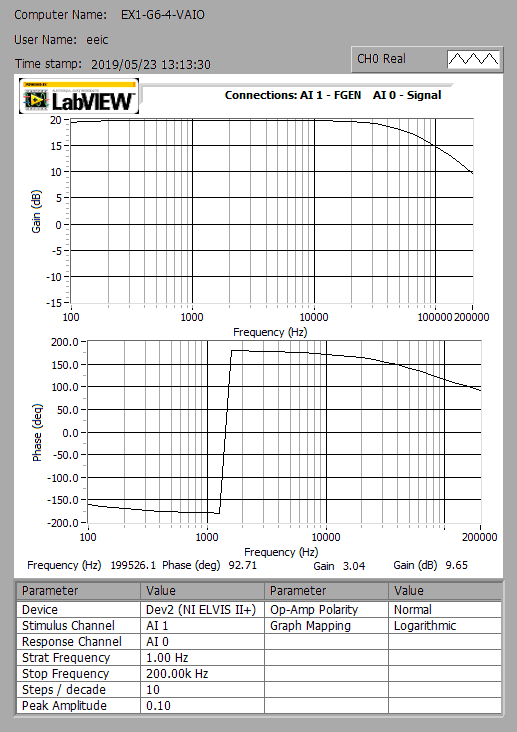 Computer Name: EX1-G6-4-VAIO
User Name: eeic
Time stamp: 2019/05/23 13:13:30
CH0 Real
LabVIEW
Connections: AI 1 - FGEN AI 0 - Signal
20
15
10
5
0
-5
-10
-15
Gain (dB)
100 1000 10000 100000 200000
Frequency (Hz)
200.0
150.0
100.0
50.0
0.0
-50.0
-100.0
-150.0
-200.0
Phase (deg)
100 1000 10000 200000
Frequency (Hz)
Frequency (Hz) 199526.1 Phase (deg) 92.71 Gain 3.04 Gain (dB) 9.65
Parameter Value Parameter Value
Device Dev2 (NI ELVIS II+) Op-Amp Polarity Normal
Stimulus Channel AI 1 Graph Mapping Logarithmic
Response Channel AI 0
Strat Frequency 1.00 Hz
Stop Frequency 200.00k Hz
Steps / decade 10
Peak Amplitude 0.10